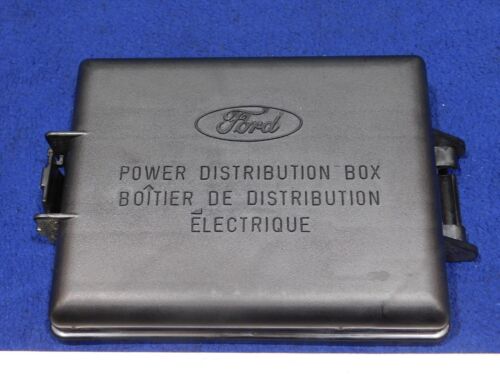 Ford
POWER DISTRIBUTION BOX
BOÎTIER DE DISTRIBUTION
ÉLECTRIQUE